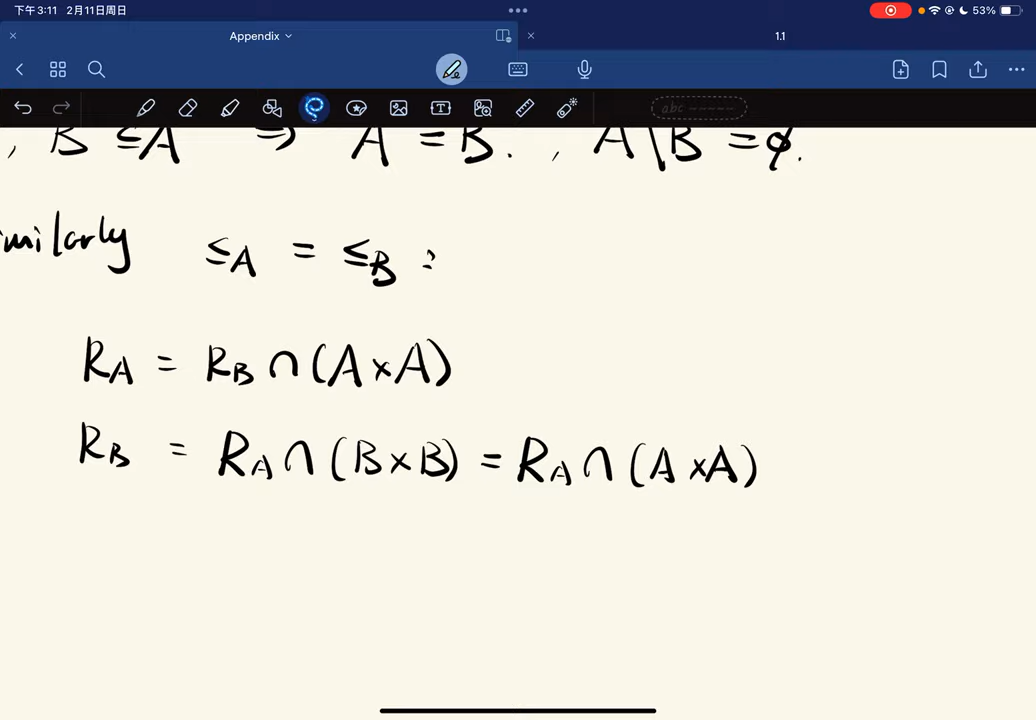 下午3:11 2月11日周日
53%
Appendix
1.1
abc
, B ≤A ⇒ A = B. , A \ B = ϕ.
imilarly ≤A = ≤B :
RA = RB ∩ (A×A)
RB = RA ∩ (B×B) = RA ∩ (A×A)